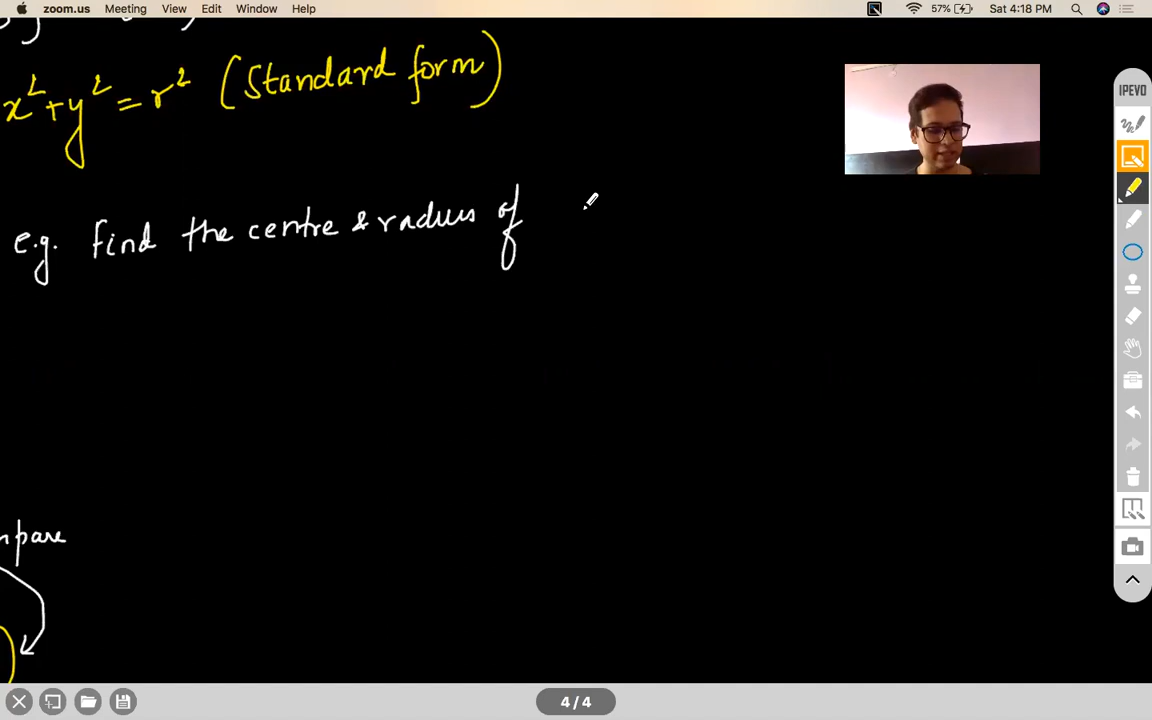 zoom.us Meeting View Edit Window Help 57% Sat 4:18 PM
x²+y²=r² (Standard form)
IPEVO
e.g. find the centre & radius of
4 / 4